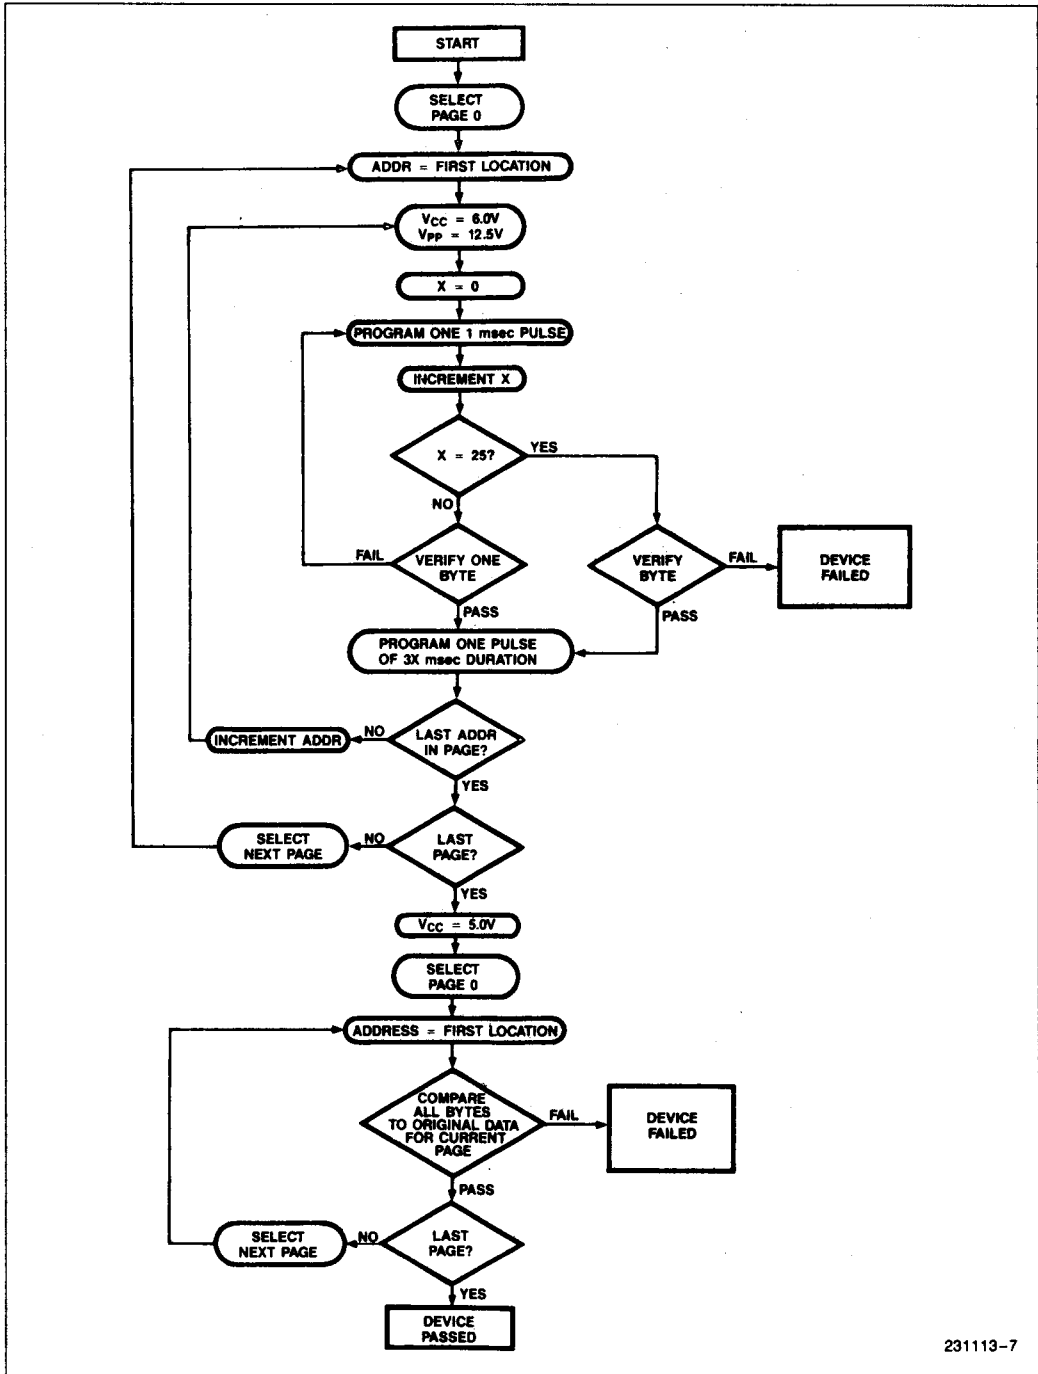 START
SELECT
PAGE 0
ADDR = FIRST LOCATION
VCC = 6.0V
VPP = 12.5V
X = 0
PROGRAM ONE 1 msec PULSE
INCREMENT X
X = 25?
YES
NO
FAIL
VERIFY ONE
BYTE
VERIFY
BYTE
FAIL
DEVICE
FAILED
PASS
PASS
PROGRAM ONE PULSE
OF 3X msec DURATION
INCREMENT ADDR
NO
LAST ADDR
IN PAGE?
YES
SELECT
NEXT PAGE
NO
LAST
PAGE?
YES
VCC = 5.0V
SELECT
PAGE 0
ADDRESS = FIRST LOCATION
COMPARE
ALL BYTES
TO ORIGINAL DATA
FOR CURRENT
PAGE
FAIL
DEVICE
FAILED
PASS
SELECT
NEXT PAGE
NO
LAST
PAGE?
YES
DEVICE
PASSED
231113-7